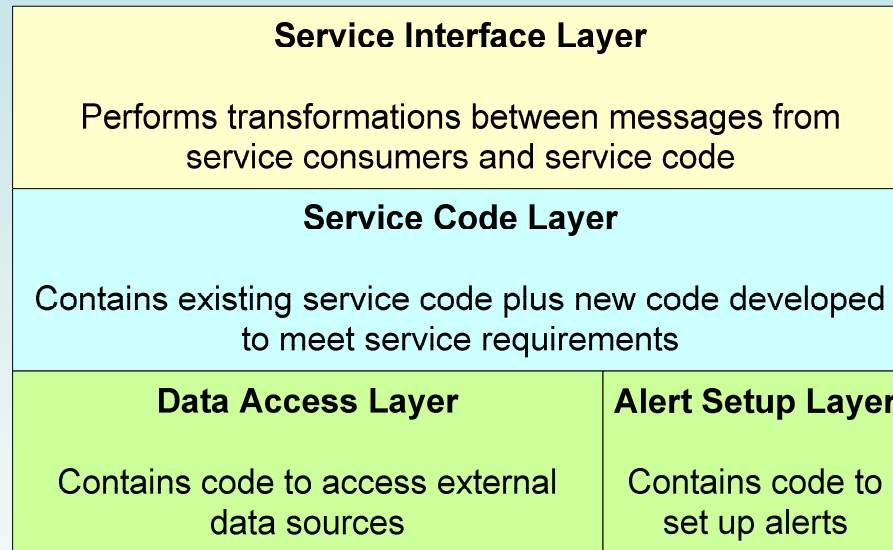 Service Interface Layer
Performs transformations between messages from
service consumers and service code
Service Code Layer
Contains existing service code plus new code developed
to meet service requirements
Data Access Layer
Contains code to access external
data sources
Alert Setup Layer
Contains code to
set up alerts